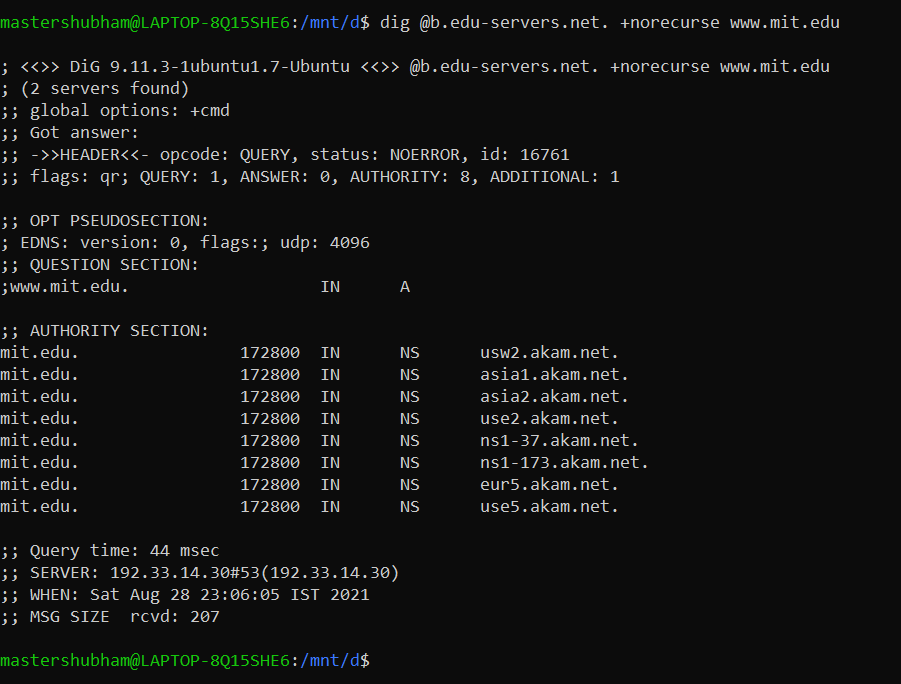 mastershubham@LAPTOP-8Q15SHE6:/mnt/d$ dig @b.edu-servers.net. +norecurse www.mit.edu
; <<>> DiG 9.11.3-1ubuntu1.7-Ubuntu <<>> @b.edu-servers.net. +norecurse www.mit.edu
; (2 servers found)
;; global options: +cmd
;; Got answer:
;; ->>HEADER<<- opcode: QUERY, status: NOERROR, id: 16761
;; flags: qr; QUERY: 1, ANSWER: 0, AUTHORITY: 8, ADDITIONAL: 1
;; OPT PSEUDOSECTION:
; EDNS: version: 0, flags:; udp: 4096
;; QUESTION SECTION:
;www.mit.edu. IN A
;; AUTHORITY SECTION:
mit.edu. 172800 IN NS usw2.akam.net.
mit.edu. 172800 IN NS asia1.akam.net.
mit.edu. 172800 IN NS asia2.akam.net.
mit.edu. 172800 IN NS use2.akam.net.
mit.edu. 172800 IN NS ns1-37.akam.net.
mit.edu. 172800 IN NS ns1-173.akam.net.
mit.edu. 172800 IN NS eur5.akam.net.
mit.edu. 172800 IN NS use5.akam.net.
;; Query time: 44 msec
;; SERVER: 192.33.14.30#53(192.33.14.30)
;; WHEN: Sat Aug 28 23:06:05 IST 2021
;; MSG SIZE rcvd: 207
mastershubham@LAPTOP-8Q15SHE6:/mnt/d$